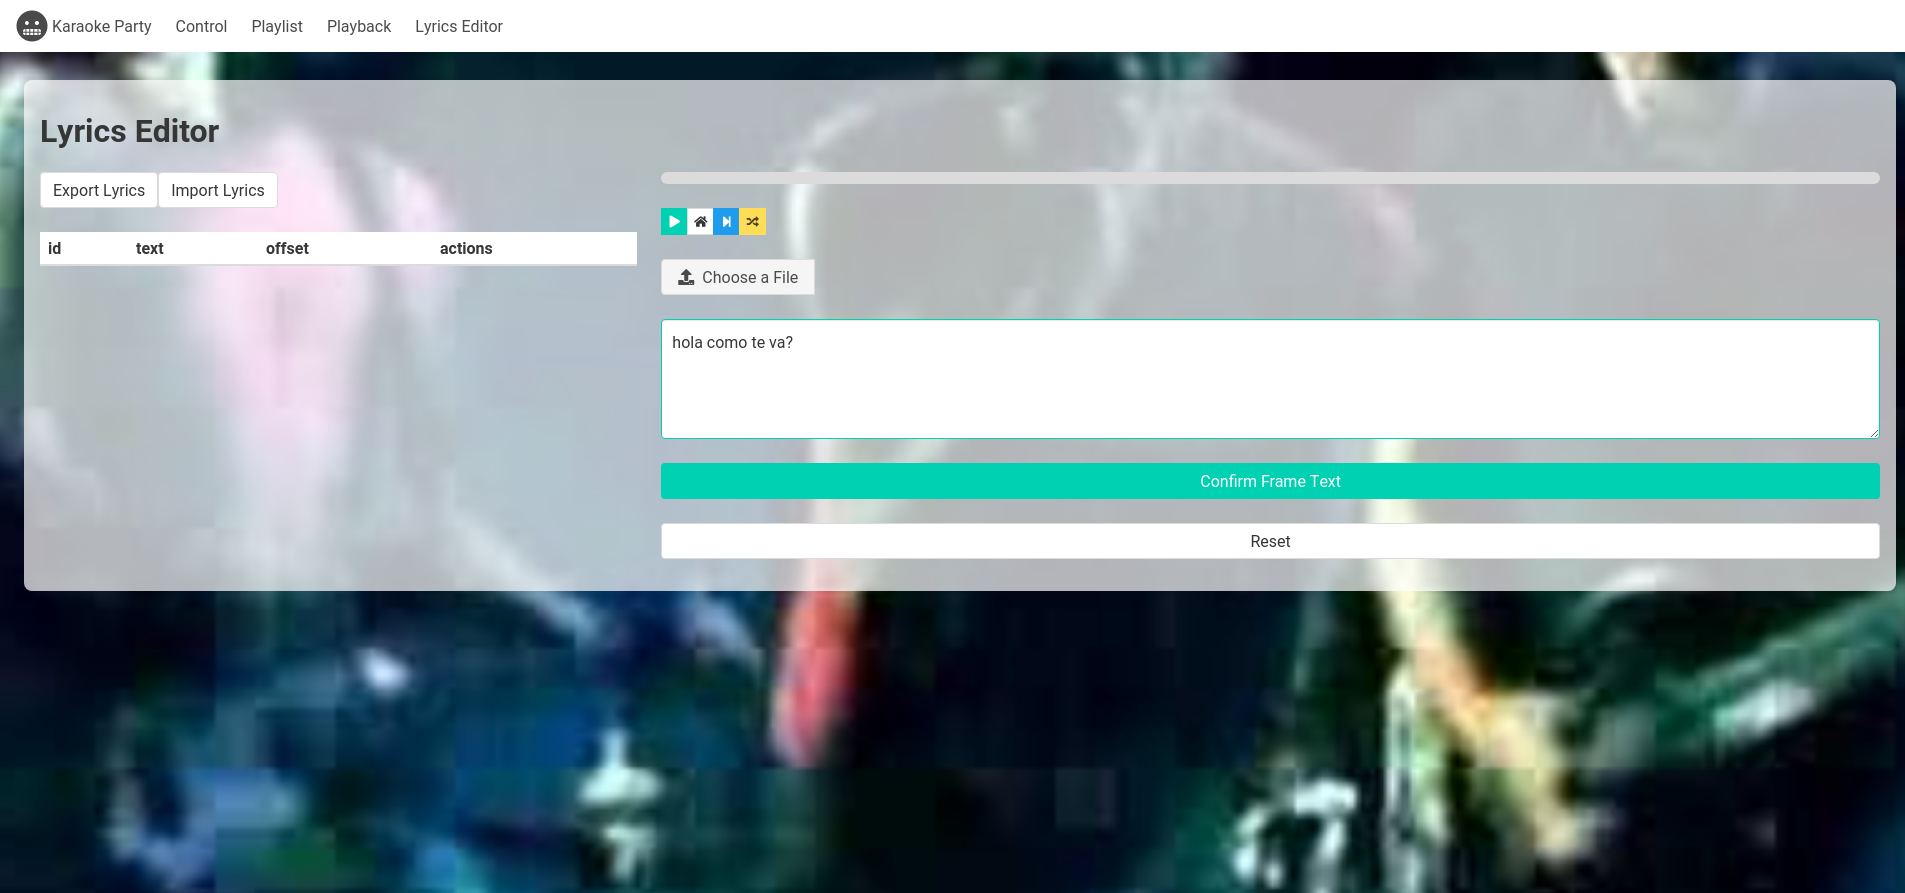 Karaoke Party Control Playlist Playback Lyrics Editor
Lyrics Editor
Export Lyrics Import Lyrics
id text offset actions
Choose a File
hola como te va?
Confirm Frame Text
Reset